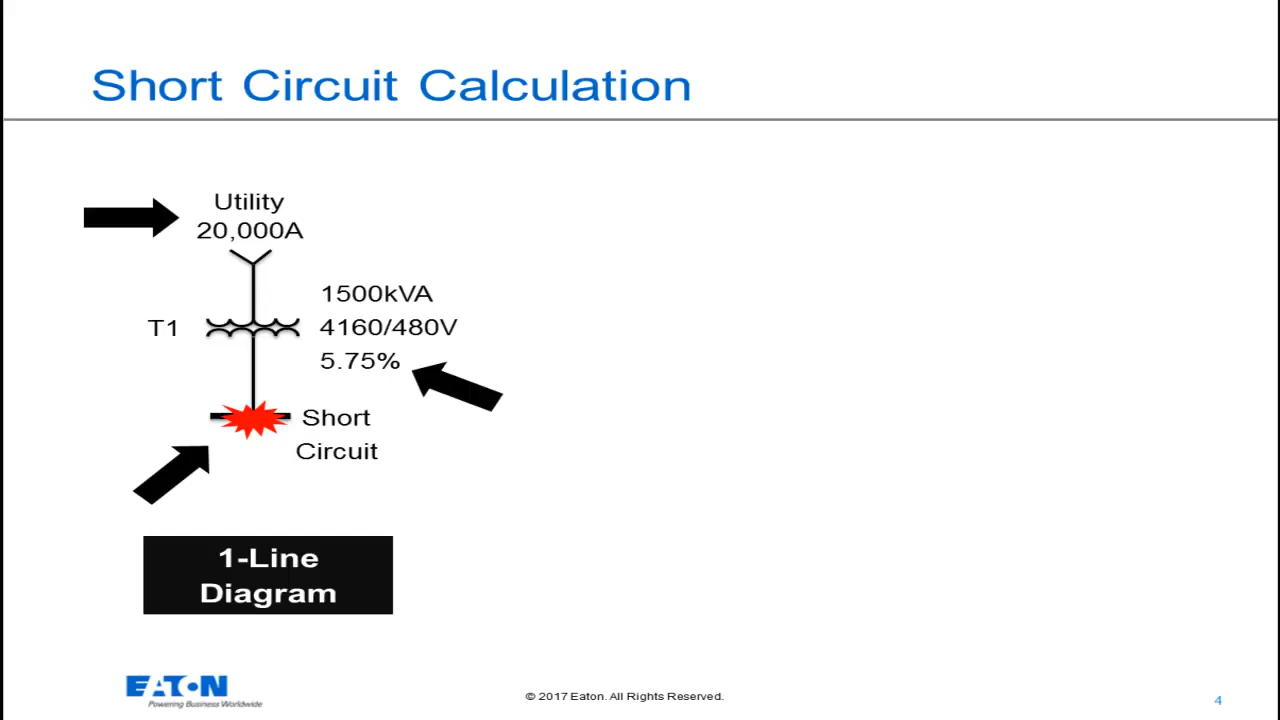 Short Circuit Calculation
Utility
20,000A
1500kVA
T1
4160/480V
5.75%
Short
Circuit
1-Line
Diagram
EATON
Powering Business Worldwide
© 2017 Eaton. All Rights Reserved.
4